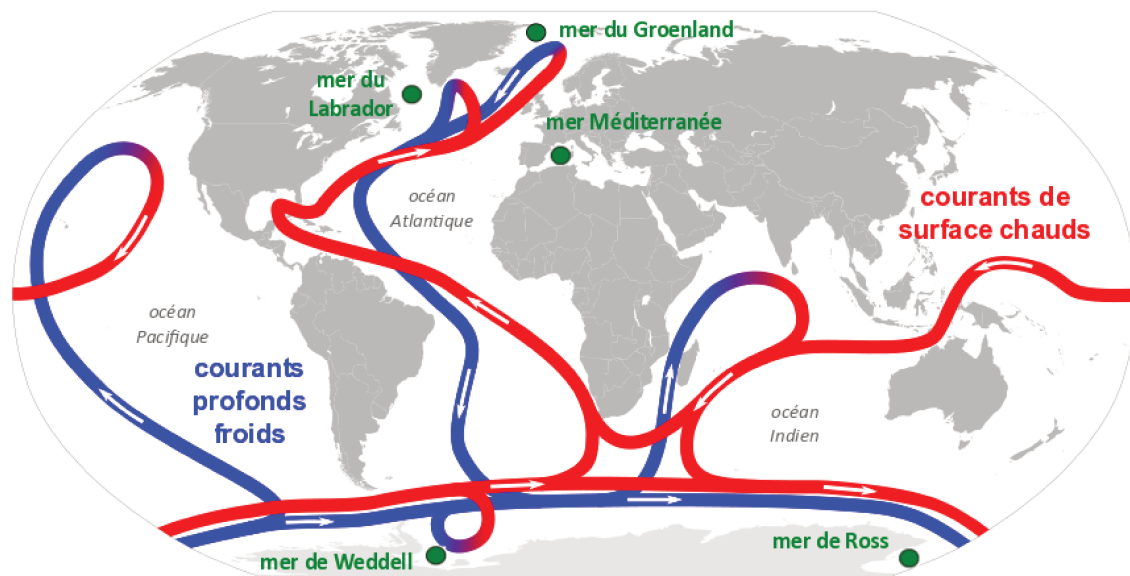 mer du Groenland
mer du
Labrador
mer Méditerranée
océan
Atlantique
courants de
surface chauds
océan
Pacifique
courants
profonds
froids
océan
Indien
mer de Weddell
mer de Ross